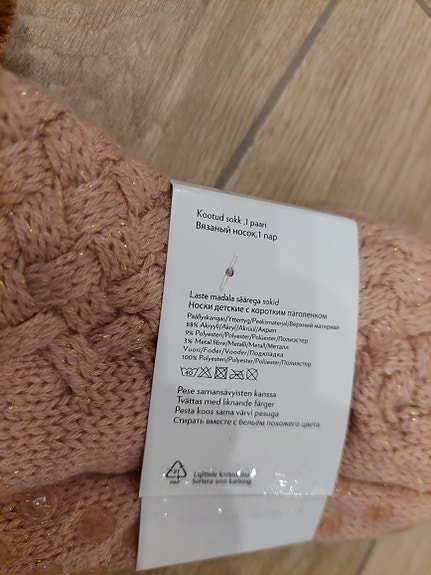 Kootud sokk ,1 paari
Вязаный носок,1 пар
Laste madala säärega sokid
Носки детские с коротким паголенком
Päällyskangas/Yttertyg/Pealismaterjal/Верхний материал
88% Akryyli/Akryl/Akrüül/Акрил
9% Polyesteri/Polyester/Polüester/Полиэстер
3% Metal fibre/Metalli/Metall/Металл
Vuori/Foder/Vooder/Подкладка
100% Polyesteri/Polyester/Polüester/Полиэстер
40
Pese samansävyisten kanssa
Tvättas med liknande färger
Pesta koos sama värvi pesuga
Стирать вместе с бельём похожего цвета.
21
PAP
Lajittele
Sortera som kartong.